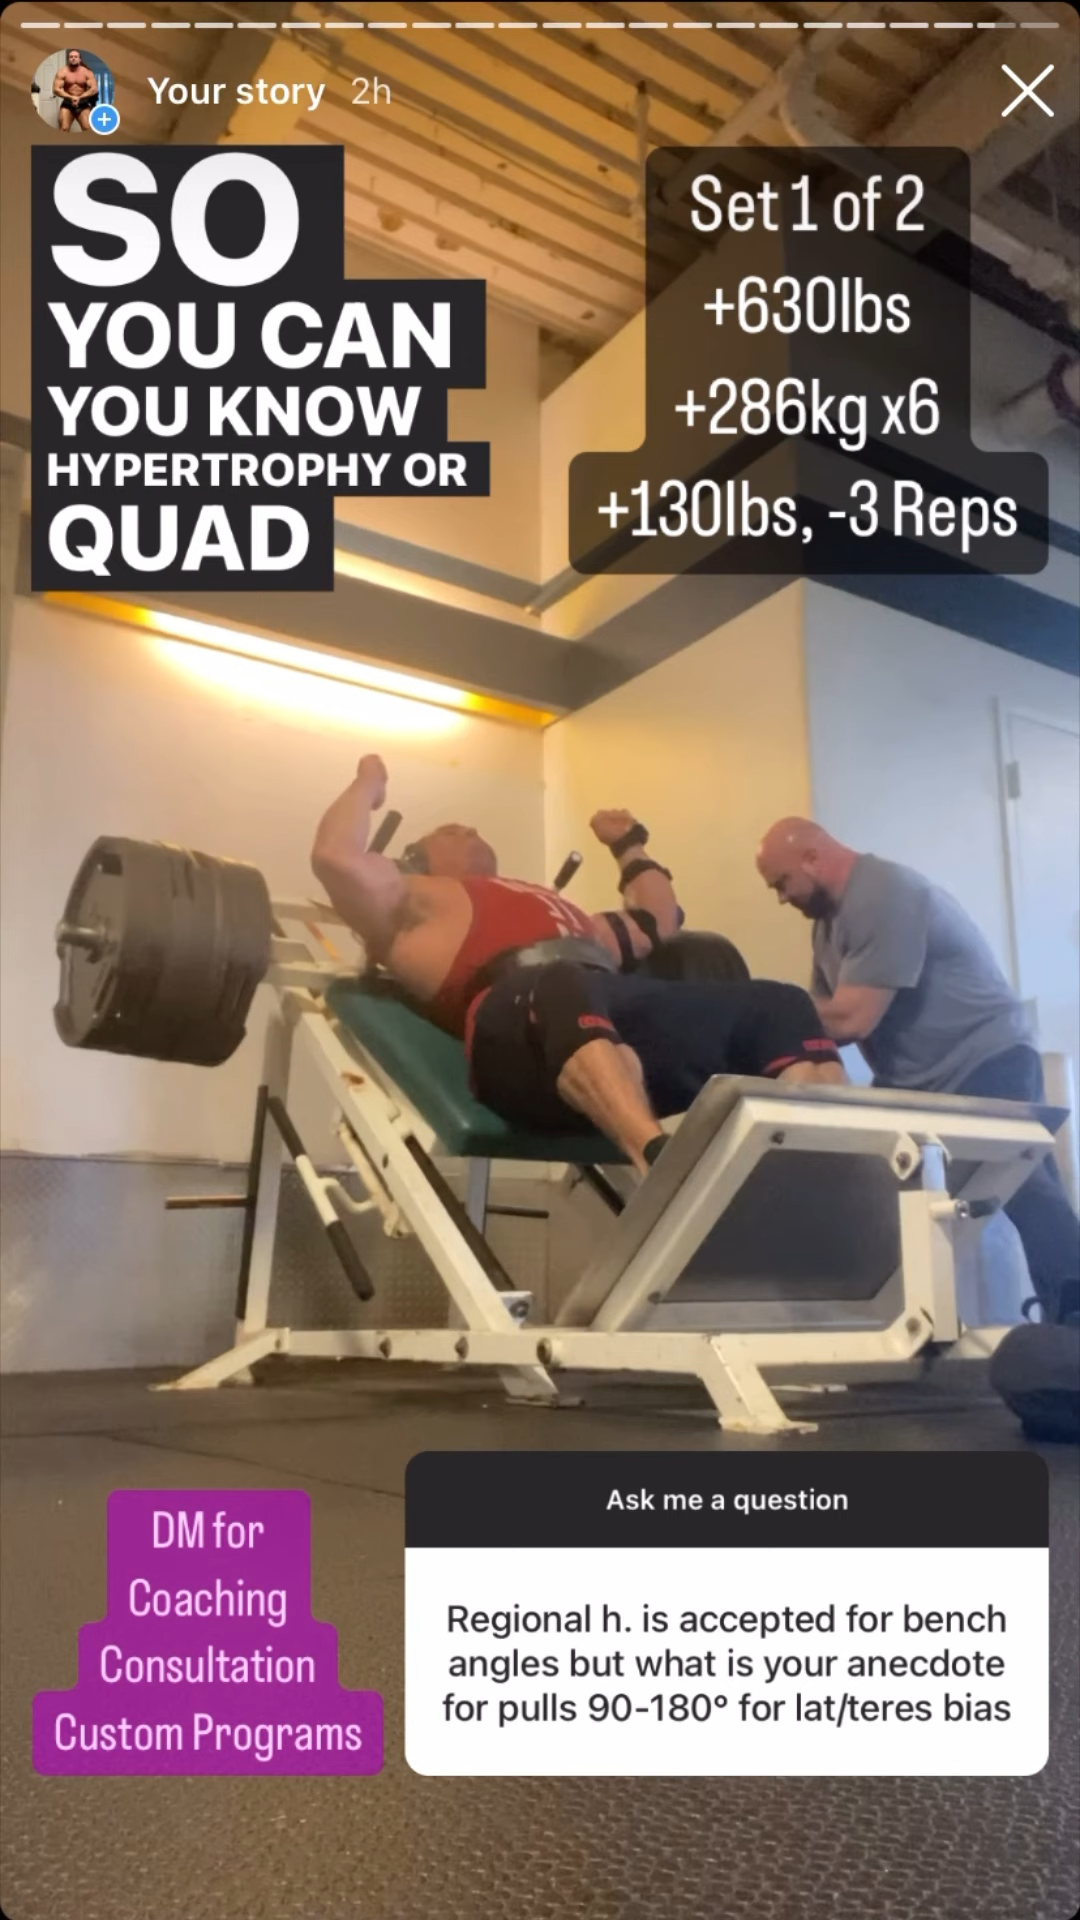 Your story 2h
SO
YOU CAN
YOU KNOW
HYPERTROPHY OR
QUAD
Set 1 of 2
+630lbs
+286kg x6
+130lbs, -3 Reps
DM for
Coaching
Consultation
Custom Programs
Ask me a question
Regional h. is accepted for bench
angles but what is your anecdote
for pulls 90-180° for lat/teres bias